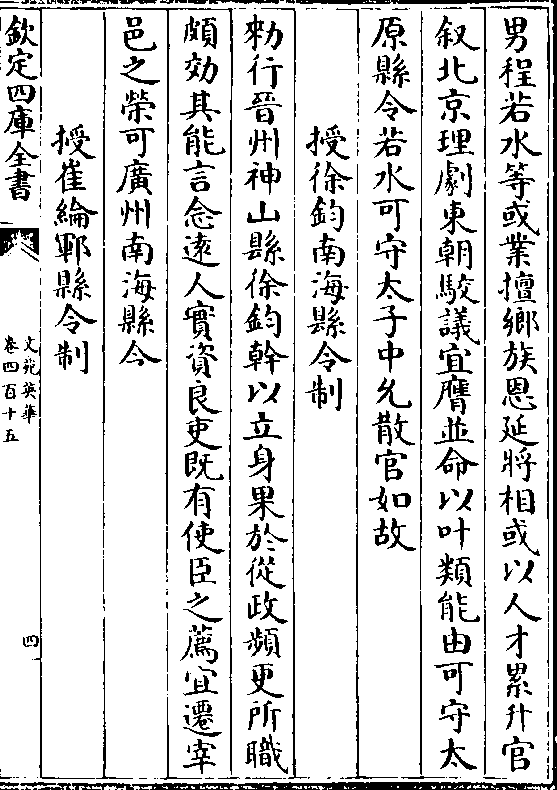 男程若水等或業擅鄉族恩延將相或以人才累升官
叙北京理劇東朝駮議宜膺並命以叶類能由可守太
原縣令若水可守太子中允散官如故
授徐鈞南海縣令制
勑行晉州神山縣徐鈞幹以立身果於從政頻更所職
頗効其能言念逺人實資良吏既有使臣之薦宜遷宰
邑之榮可廣州南海縣令
授崔綸鄆縣令制
欽定四庫全書
文苑英華
卷四百十五
四